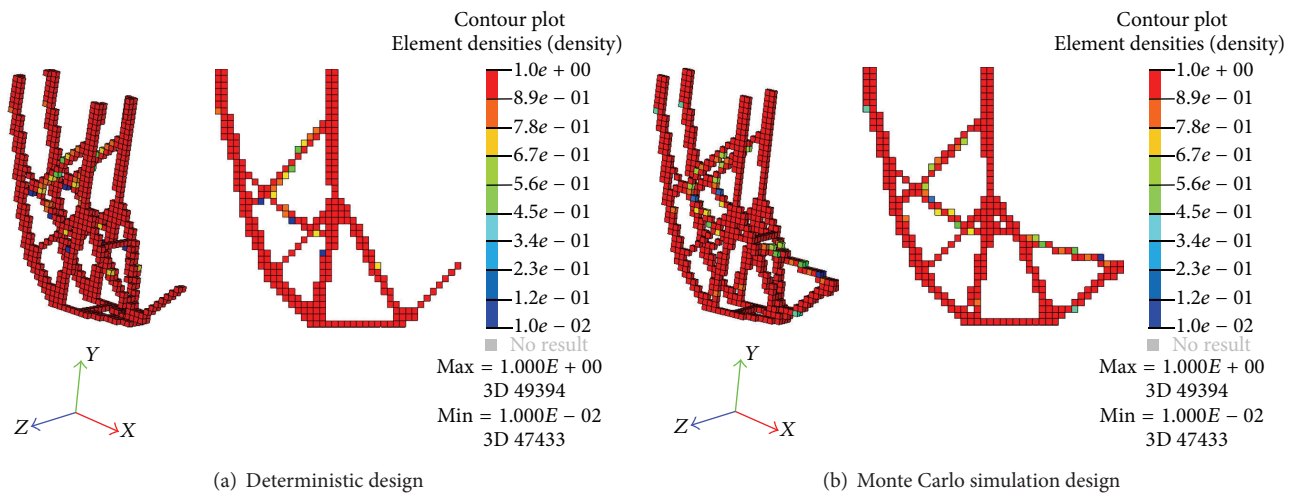 Contour plot
Element densities (density)
1.0e + 00
8.9e − 01
7.8e − 01
6.7e − 01
5.6e − 01
4.5e − 01
3.4e − 01
2.3e − 01
1.2e − 01
1.0e − 02
No result
Max = 1.000E + 00
3D 49394
Min = 1.000E − 02
3D 47433
Y
Z
X
(a) Deterministic design
Contour plot
Element densities (density)
1.0e + 00
8.9e − 01
7.8e − 01
6.7e − 01
5.6e − 01
4.5e − 01
3.4e − 01
2.3e − 01
1.2e − 01
1.0e − 02
No result
Max = 1.000E + 00
3D 49394
Min = 1.000E − 02
3D 47433
Y
Z
X
(b) Monte Carlo simulation design